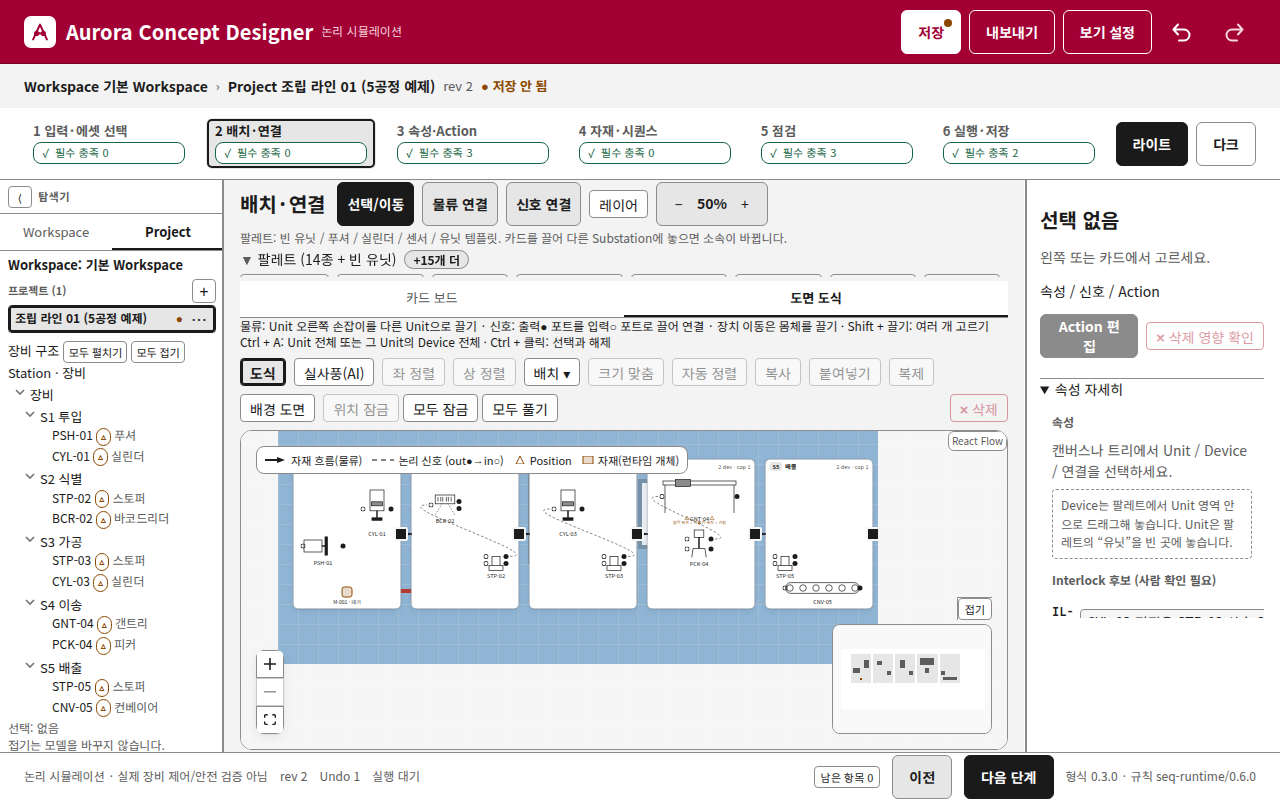 Aurora Concept Designer 논리 시뮬레이션
저장 내보내기 보기 설정
Workspace 기본 Workspace › Project 조립 라인 01 (5공정 예제) rev 2 ● 저장 안 됨
1 입력·에셋 선택
✓ 필수 충족 0
2 배치·연결
✓ 필수 충족 0
3 속성·Action
✓ 필수 충족 3
4 자재·시퀀스
✓ 필수 충족 0
5 점검
✓ 필수 충족 3
6 실행·저장
✓ 필수 충족 2
라이트 다크
⟨ 탐색기
Workspace Project
Workspace: 기본 Workspace
프로젝트 (1) +
조립 라인 01 (5공정 예제) ● ⋯
장비 구조 모두 펼치기 모두 접기
Station · 장비
장비
S1 투입
PSH-01 푸셔
CYL-01 실린더
S2 식별
STP-02 스토퍼
BCR-02 바코드리더
S3 가공
STP-03 스토퍼
CYL-03 실린더
S4 이송
GNT-04 갠트리
PCK-04 피커
S5 배출
STP-05 스토퍼
CNV-05 컨베이어
선택: 없음
접기는 모델을 바꾸지 않습니다.
배치·연결 선택/이동 물류 연결 신호 연결 레이어 − 50% +
팔레트: 빈 유닛 / 푸셔 / 실린더 / 센서 / 유닛 템플릿. 카드를 끌어 다른 Substation에 놓으면 소속이 바뀝니다.
▼ 팔레트 (14종 + 빈 유닛) +15개 더
카드 보드 도면 도식
물류: Unit 오른쪽 손잡이를 다른 Unit으로 끌기 · 신호: 출력● 포트를 입력○ 포트로 끌어 연결 · 장치 이동은 몸체를 끌기 · Shift + 끌기: 여러 개 고르기
Ctrl + A: Unit 전체 또는 그 Unit의 Device 전체 · Ctrl + 클릭: 선택과 해제
도식 실사풍(AI) 좌 정렬 상 정렬 배치 ▾ 크기 맞춤 자동 정렬 복사 붙여넣기 복제
배경 도면 위치 잠금 모두 잠금 모두 풀기 × 삭제
React Flow
자재 흐름(물류) 논리 신호 (out●→in○) △ Position 자재(런타임 개체)
2 dev · cap 1
S5 배출 2 dev · cap 1
CYL-01
PSH-01
M-001 · 대기
BCR-02
STP-02
CYL-03
STP-03
GNT-04
PCK-04
STP-05
CNV-05
접기
선택 없음
왼쪽 또는 카드에서 고르세요.
속성 / 신호 / Action
Action 편
집
× 삭제 영향 확인
▼ 속성 자세히
속성
캔버스나 트리에서 Unit / Device
/ 연결을 선택하세요.
Device는 팔레트에서 Unit 영역 안
으로 드래그해 놓습니다. Unit은 팔
레트의 “유닛”을 빈 곳에 놓습니다.
Interlock 후보 (사람 확인 필요)
IL-
논리 시뮬레이션 · 실제 장비 제어/안전 검증 아님 rev 2 Undo 1 실행 대기
남은 항목 0 이전 다음 단계 형식 0.3.0 · 규칙 seq-runtime/0.6.0